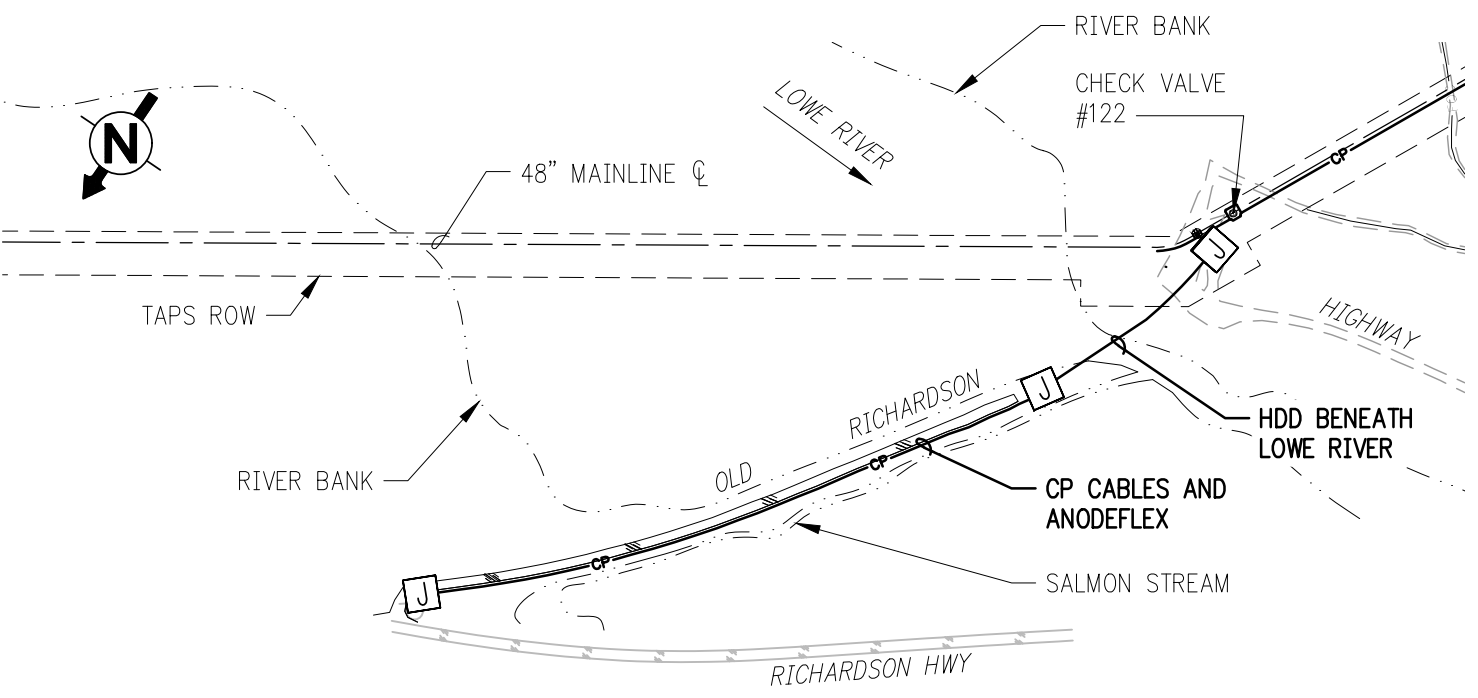 RIVER BANK
CHECK VALVE
#122
LOWE RIVER
N
48" MAINLINE ℄
CP
J
TAPS ROW
HIGHWAY
RICHARDSON
J
HDD BENEATH
LOWE RIVER
OLD
RIVER BANK
CP
CP CABLES AND
ANODEFLEX
CP
SALMON STREAM
J
RICHARDSON HWY